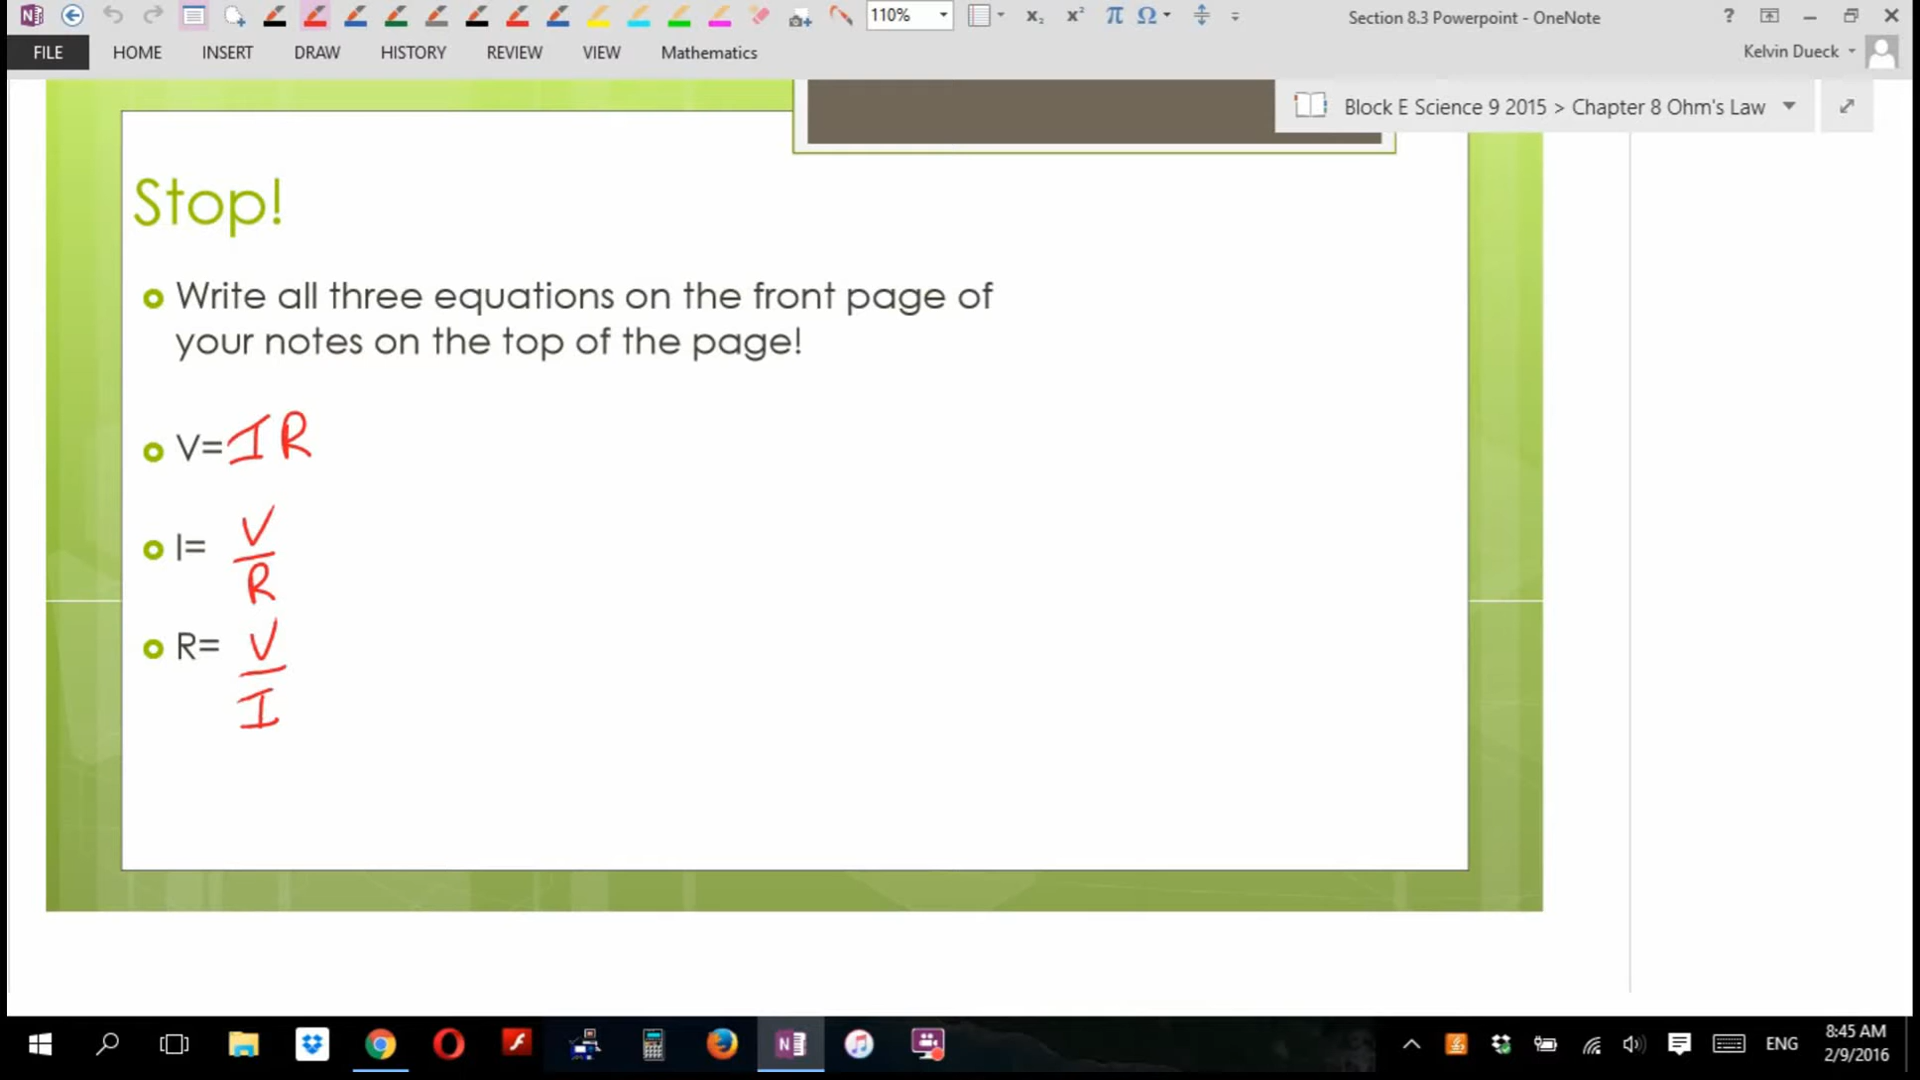 110% x₂ x² π Ω Section 8.3 Powerpoint - OneNote ?
FILE HOME INSERT DRAW HISTORY REVIEW VIEW Mathematics Kelvin Dueck
Block E Science 9 2015 > Chapter 8 Ohm's Law
Stop!
Write all three equations on the front page of
your notes on the top of the page!
V=IR
I= V
R
R= V
I
ENG
8:45 AM
2/9/2016